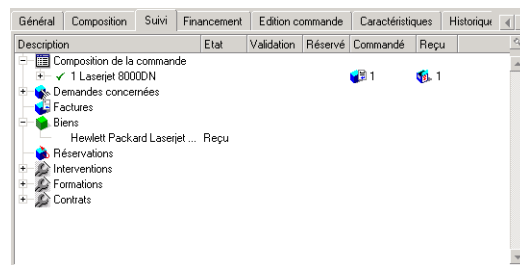 Général Composition Suivi Financement Edition commande Caractéristiques Historique
Description Etat Validation Réservé Commandé Reçu
Composition de la commande
1 Laserjet 8000DN 1 1
Demandes concernées
Factures
Biens
Hewlett Packard Laserjet ... Reçu
Réservations
Interventions
Formations
Contrats